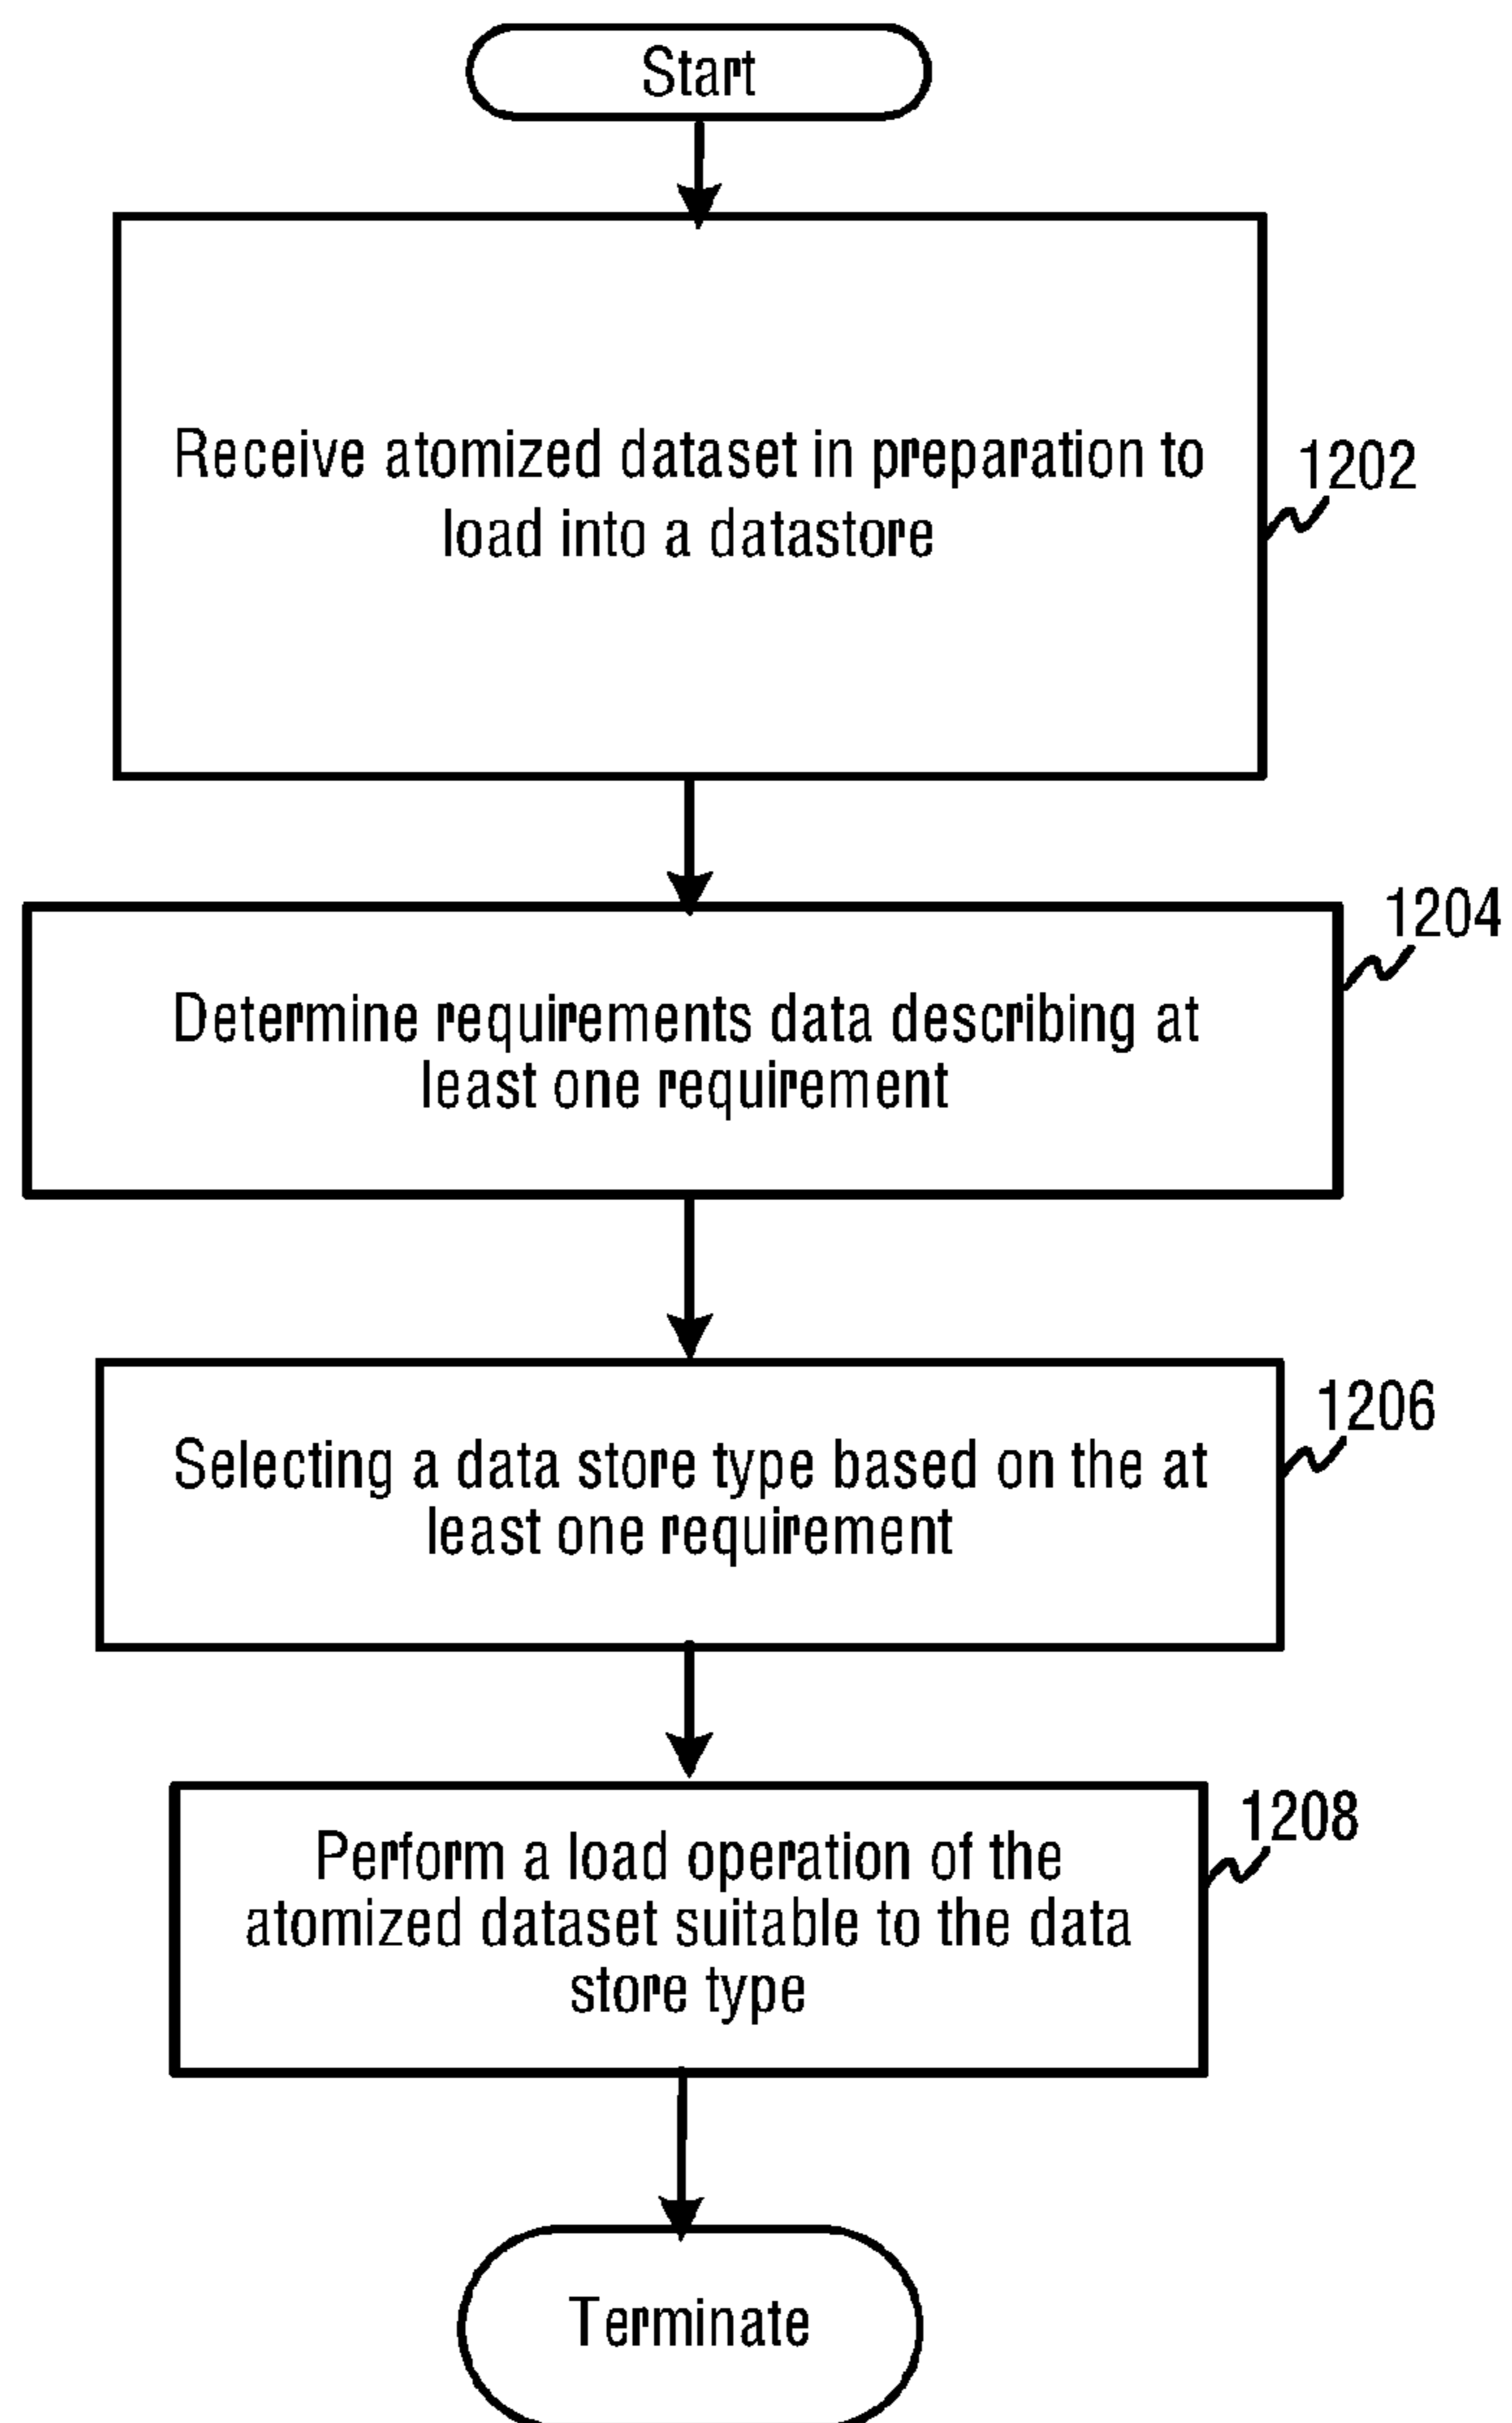 Start
Receive atomized dataset in preparation to
load into a datastore
1202
1204
Determine requirements data describing at
least one requirement
1206
Selecting a data store type based on the at
least one requirement
1208
Perform a load operation of the
atomized dataset suitable to the data
store type
Terminate